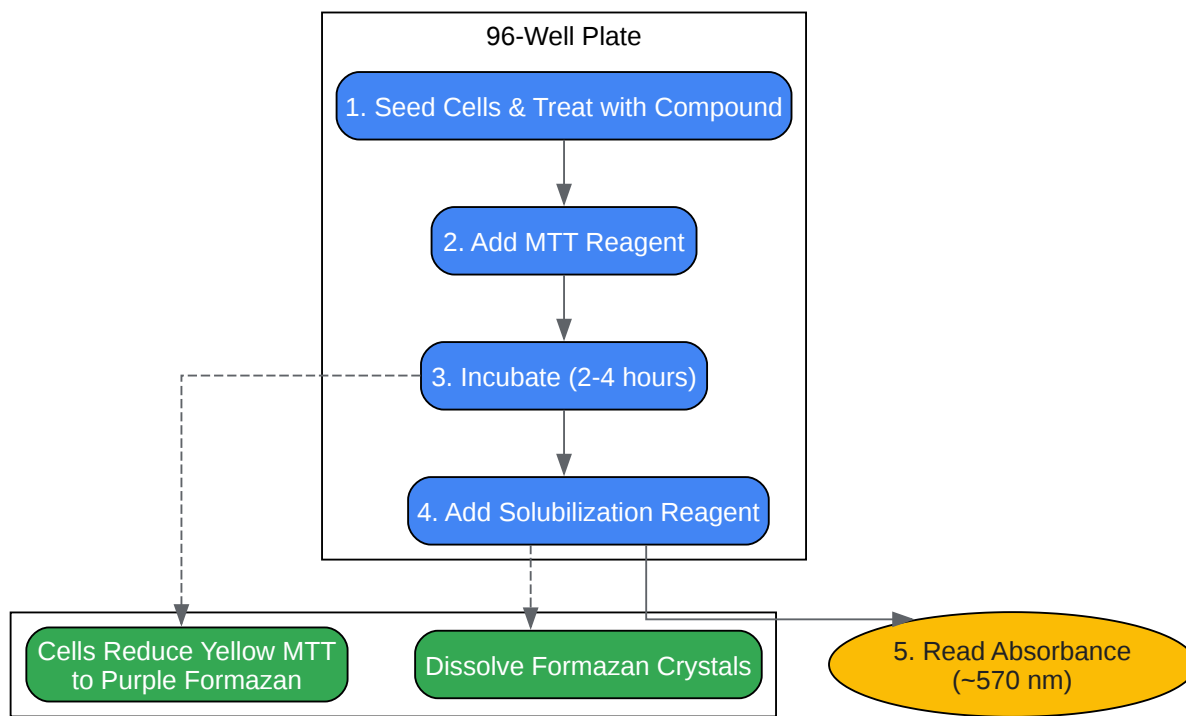 96-Well Plate
1. Seed Cells & Treat with Compound
2. Add MTT Reagent
3. Incubate (2-4 hours)
4. Add Solubilization Reagent
Cells Reduce Yellow MTT
to Purple Formazan
Dissolve Formazan Crystals
5. Read Absorbance
(~570 nm)